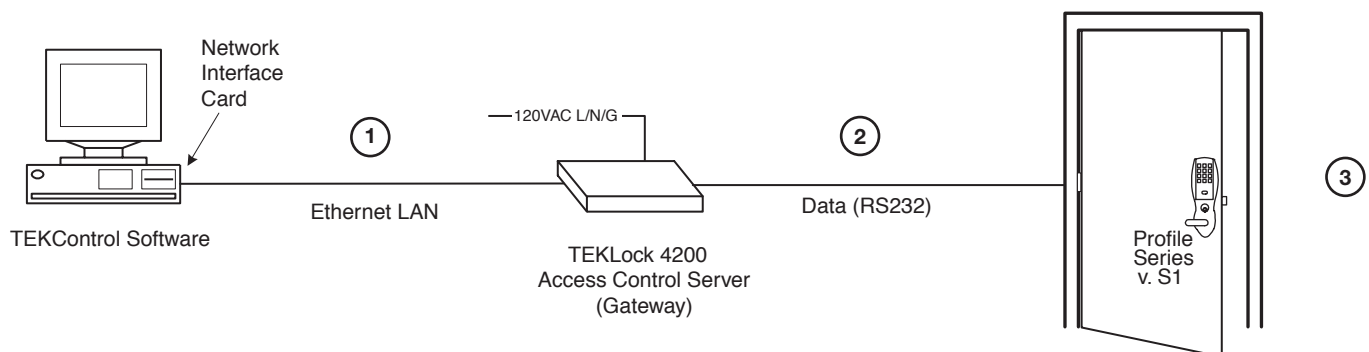 Network
Interface
Card
1
120VAC L/N/G
2
3
Ethernet LAN
Data (RS232)
TEKControl Software
TEKLock 4200
Access Control Server
(Gateway)
Profile
Series
v. S1